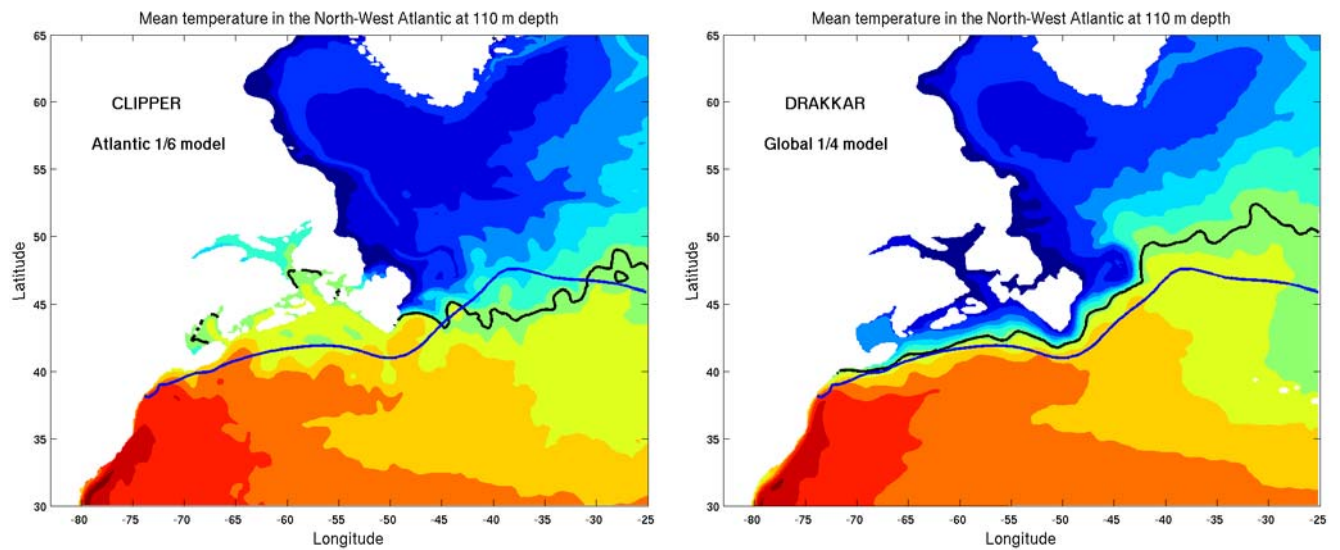 Mean temperature in the North-West Atlantic at 110 m depth
65
60
55
50
45
40
35
30
Latitude
CLIPPER
Atlantic 1/6 model
-80 -75 -70 -65 -60 -55 -50 -45 -40 -35 -30 -25
Longitude
Mean temperature in the North-West Atlantic at 110 m depth
65
60
55
50
45
40
35
30
Latitude
DRAKKAR
Global 1/4 model
-80 -75 -70 -65 -60 -55 -50 -45 -40 -35 -30 -25
Longitude